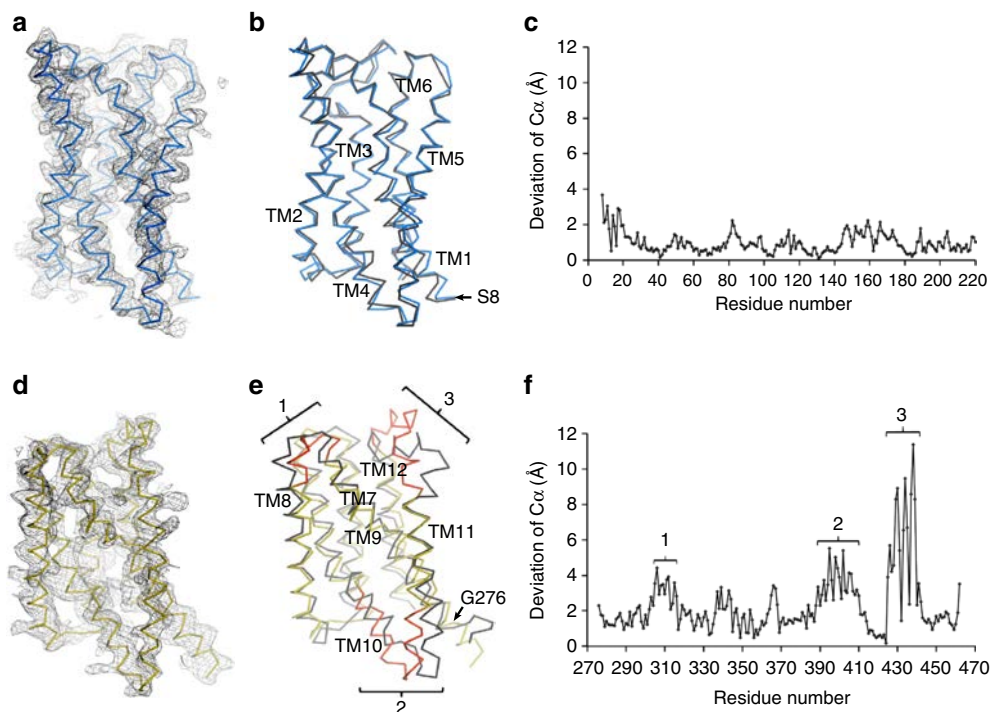 a
b
c
TM6
TM3
TM5
TM2
TM1
TM4
S8
Deviation of Cα (Å)
12
10
8
6
4
2
0
0 20 40 60 80 100 120 140 160 180 200 220
Residue number
d
e
f
1
3
TM12
TM8
TM7
TM9
TM11
G276
TM10
2
Deviation of Cα (Å)
12
10
8
6
4
2
0
1
2
3
270 290 310 330 350 370 390 410 430 450 470
Residue number